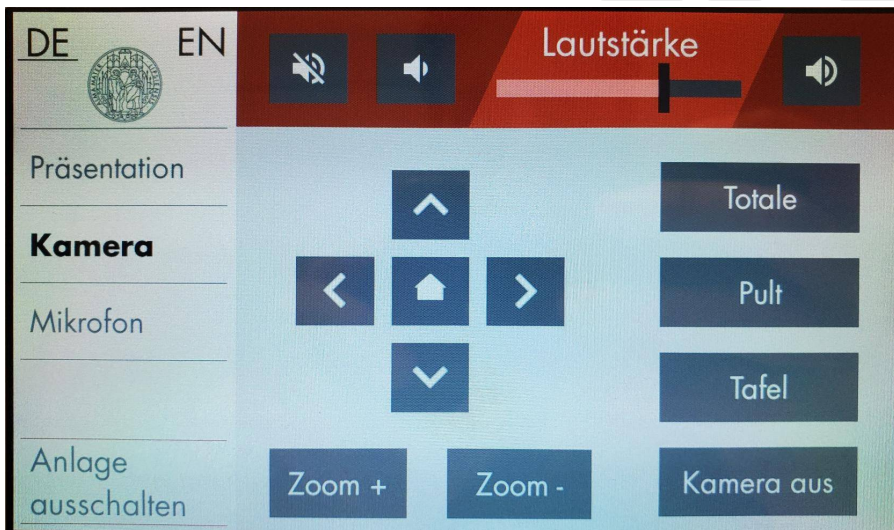 DE EN
Lautstärke
Präsentation
Kamera
Mikrofon
Anlage
ausschalten
Totale
Pult
Tafel
Zoom +
Zoom -
Kamera aus